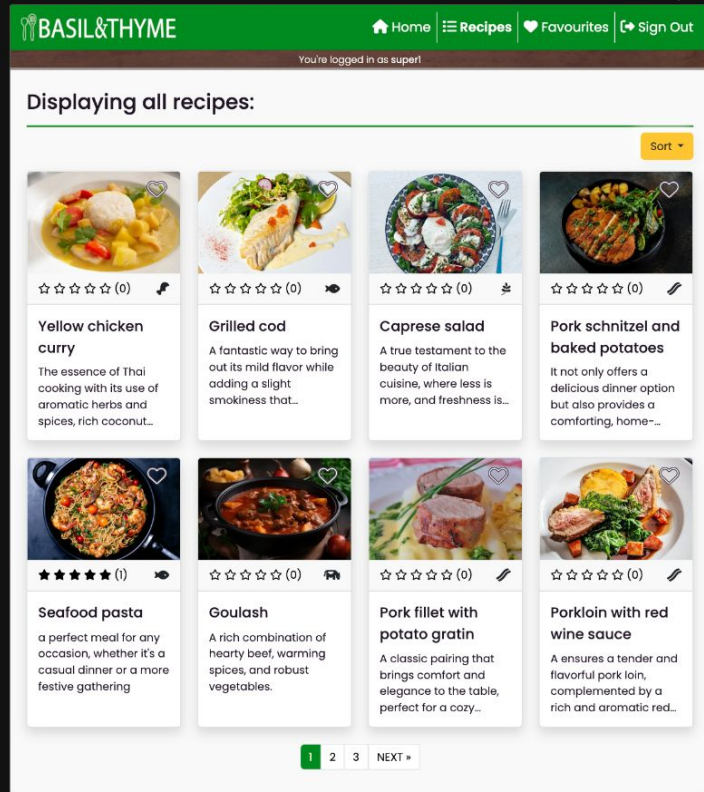 BASIL&THYME
Home
Recipes
Favourites
Sign Out
You're logged in as super1
Displaying all recipes:
Sort
(0)
(0)
(0)
(0)
Yellow chicken
curry
The essence of Thai
cooking with its use of
aromatic herbs and
spices, rich coconut…
Grilled cod
A fantastic way to bring
out its mild flavor while
adding a slight
smokiness that…
Caprese salad
A true testament to the
beauty of Italian
cuisine, where less is
more, and freshness is…
Pork schnitzel and
baked potatoes
It not only offers a
delicious dinner option
but also provides a
comforting, home-…
(1)
(0)
(0)
(0)
Seafood pasta
a perfect meal for any
occasion, whether it's a
casual dinner or a more
festive gathering
Goulash
A rich combination of
hearty beef, warming
spices, and robust
vegetables.
Pork fillet with
potato gratin
A classic pairing that
brings comfort and
elegance to the table,
perfect for a cozy…
Porkloin with red
wine sauce
A ensures a tender and
flavorful pork loin,
complemented by a
rich and aromatic red…
1 2 3 NEXT »